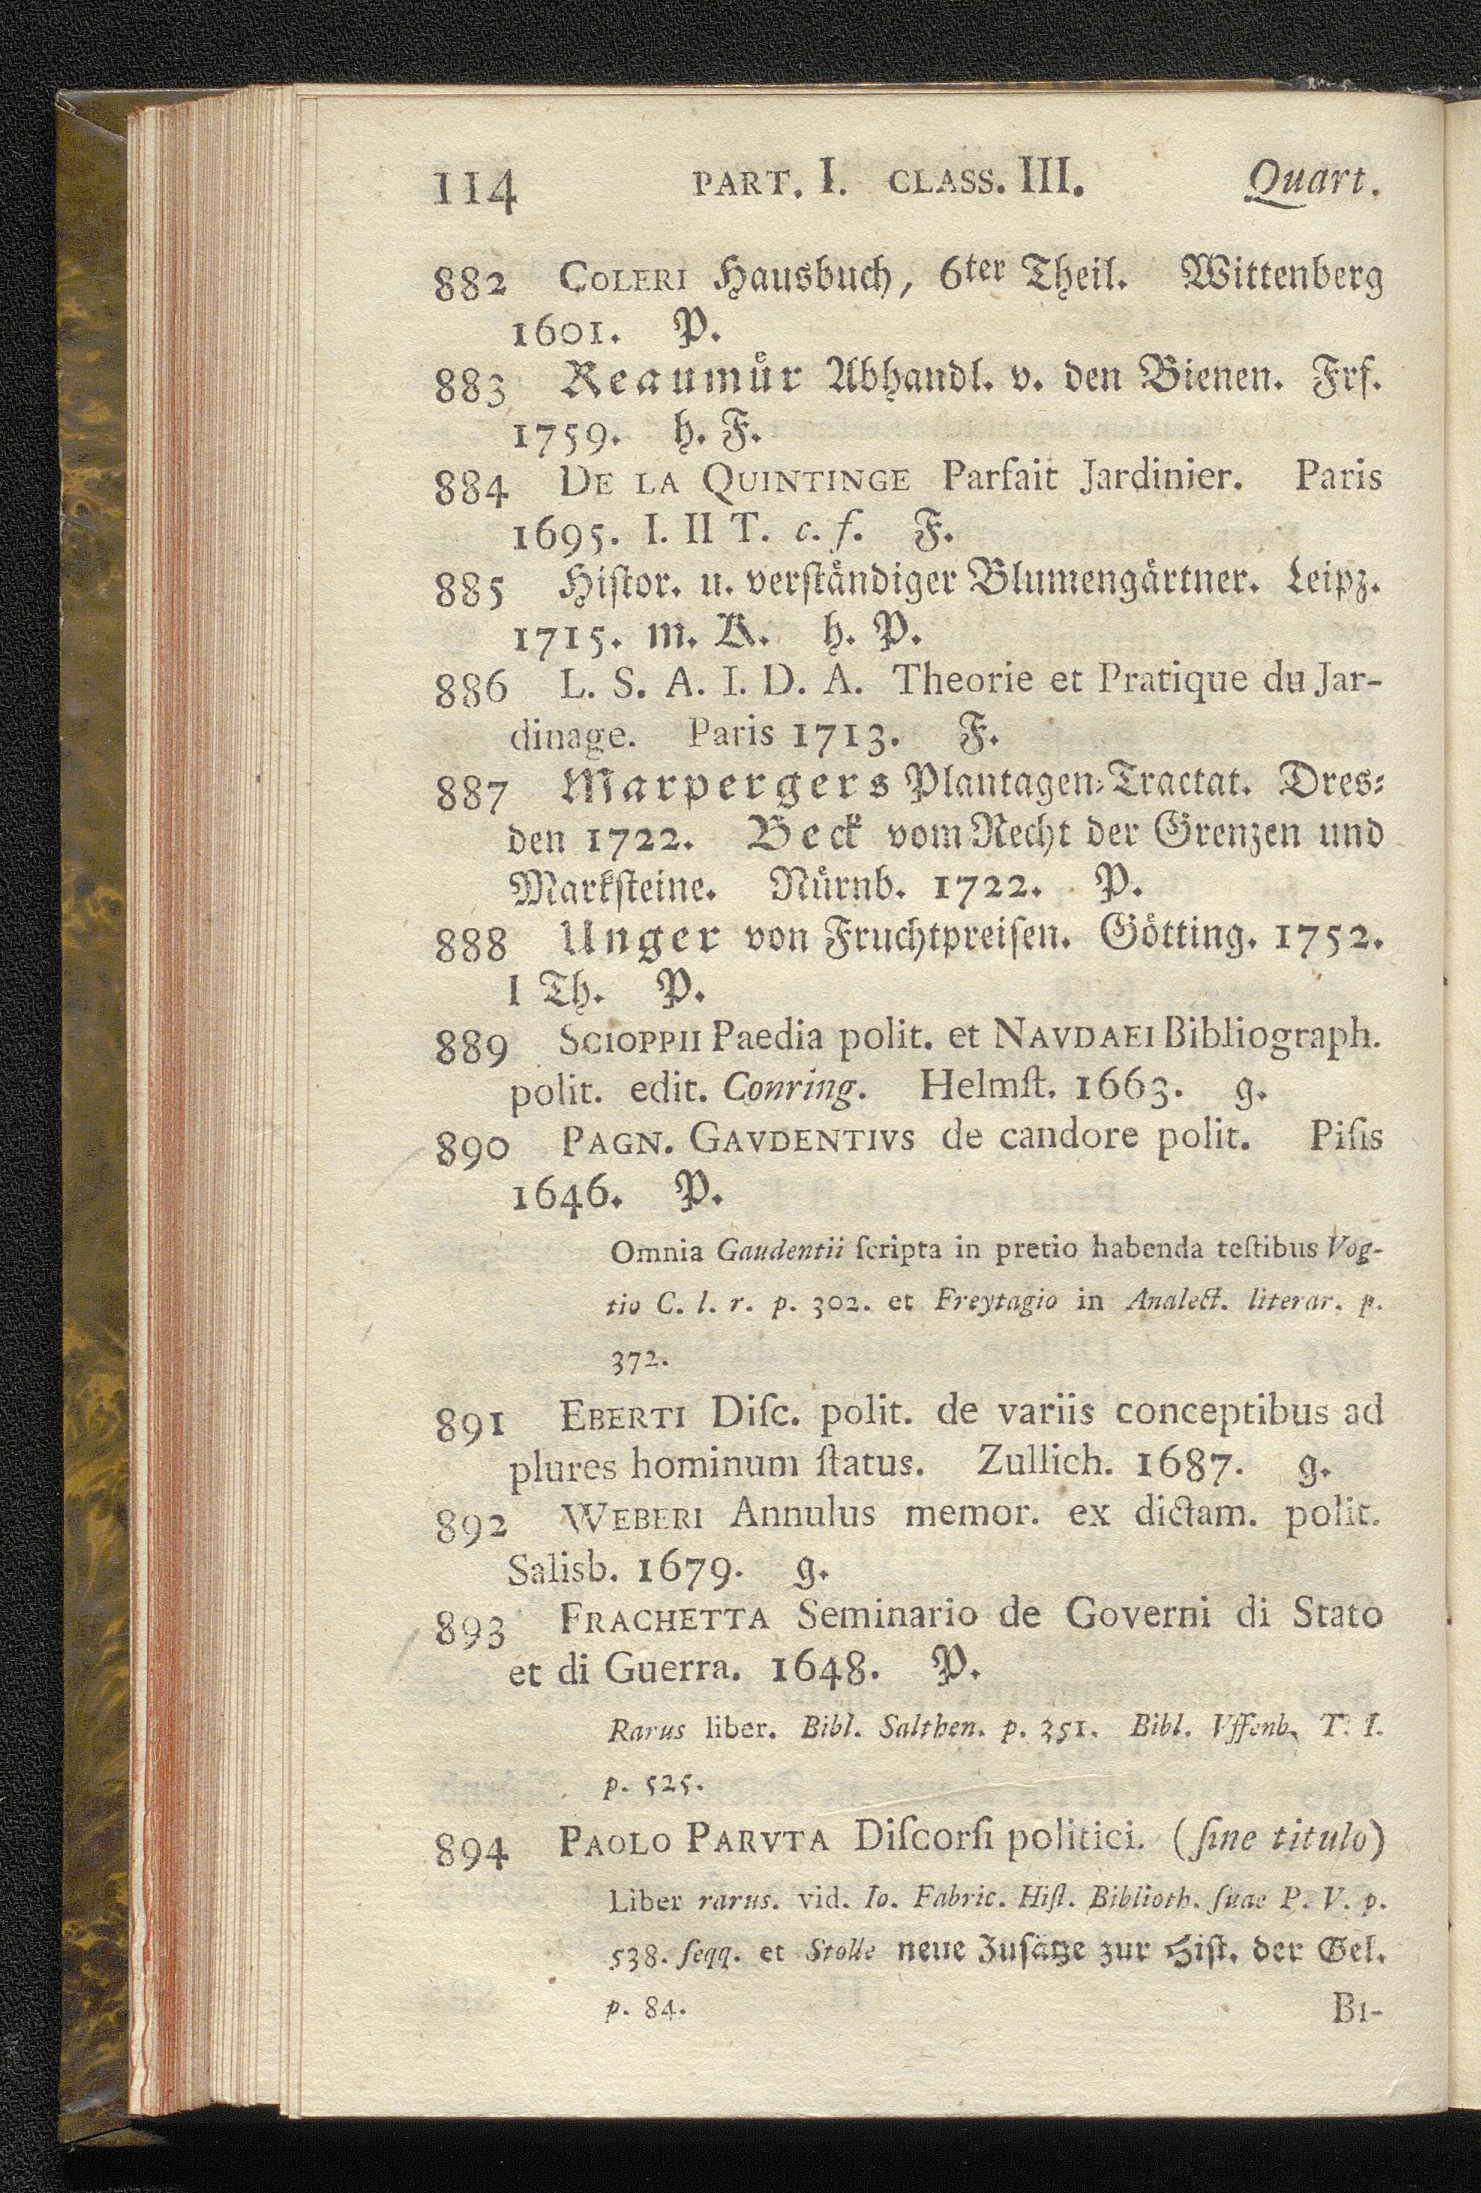 114 PART. I. CLASS. III. Quart.
882 COLERI Hausbuch, 6ter Theil. Wittenberg
1601. P.
883 Reaumůr Abhandl. v. den Bienen. Frf.
1759. h. F.
884 DE LA QUINTINGE Parfait Jardinier. Paris
1695. I. II T. c. f. F.
885 Hiſtor. u. verſtåndiger Blumengårtner. Leipz.
1715. m. K. h. P.
886 L. S. A. I. D. A. Theorie et Pratique du Jar-
dinage. Paris 1713. F.
887 Marpergers Plantagen-Tractat. Dres-
den 1722. Beck vom Recht der Grenzen und
Markſteine. Nůrnb. 1722. P.
888 Unger von Fruchtpreiſen. Götting. 1752.
I Th. P.
889 SCIOPPII Paedia polit. et NAVDAEI Bibliograph.
polit. edit. Conring. Helmſt. 1663. g.
890 PAGN. GAVDENTIVS de candore polit. Piſis
1646. P.
Omnia Gaudentii ſcripta in pretio habenda teſtibus Vog-
tio C. l. r. p. 302. et Freytagio in Analect. literar. p.
372.
891 EBERTI Diſc. polit. de variis conceptibus ad
plures hominum ſtatus. Zullich. 1687. g.
892 WEBERI Annulus memor. ex dictam. polit.
Salisb. 1679. g.
893 FRACHETTA Seminario de Governi di Stato
et di Guerra. 1648. P.
Rarus liber. Bibl. Salthen. p. 351. Bibl. Vffenb. T. I.
p. 525.
894 PAOLO PARVTA Diſcorſi politici. (ſine titulo)
Liber rarus. vid. Io. Fabric. Hiſt. Biblioth. ſuae P. V. p.
538. ſeqq. et Stolle neue Zuſåtze zur Hiſt. der Gel.
p. 84. BI-